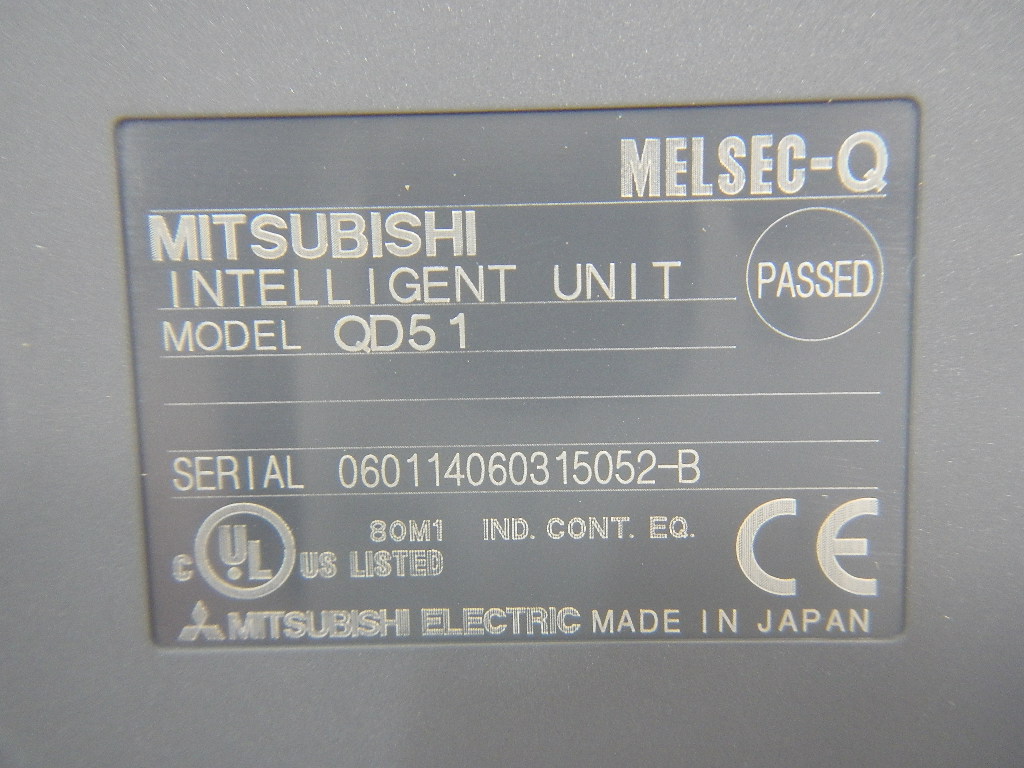 MELSEC-Q
MITSUBISHI
INTELLIGENT UNIT
PASSED
MODEL QD51
SERIAL 060114060315052-B
80M1 IND. CONT. EQ.
C UL US LISTED
CE
MITSUBISHI ELECTRIC MADE IN JAPAN